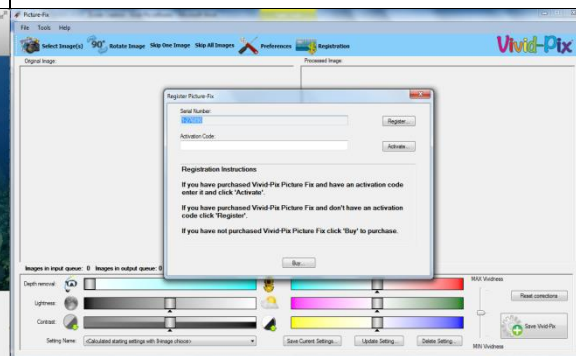 Picture-Fix
File Tools Help
Select Image(s) 90° Rotate Image Skip One Image Skip All Images Preferences Registration Vivid-Pix
Original Image: Processed Image:
Register Picture-Fix
Serial Number:
Register...
Activation Code:
Activate...
Registration Instructions
If you have purchased Vivid-Pix Picture Fix and have an activation code
enter it and click 'Activate'.
If you have purchased Vivid-Pix Picture Fix and don't have an activation
code click 'Register'.
If you have not purchased Vivid-Pix Picture Fix click 'Buy' to purchase.
Buy...
Images in input queue: 0 Images in output queue: 0
Depth removal: MAX Vividness
Lightness: Reset corrections
Contrast: Save Vivid-Pix
Setting Name: <Calculated starting settings with h-image choice> Save Current Settings... Update Setting... Delete Setting... MIN Vividness